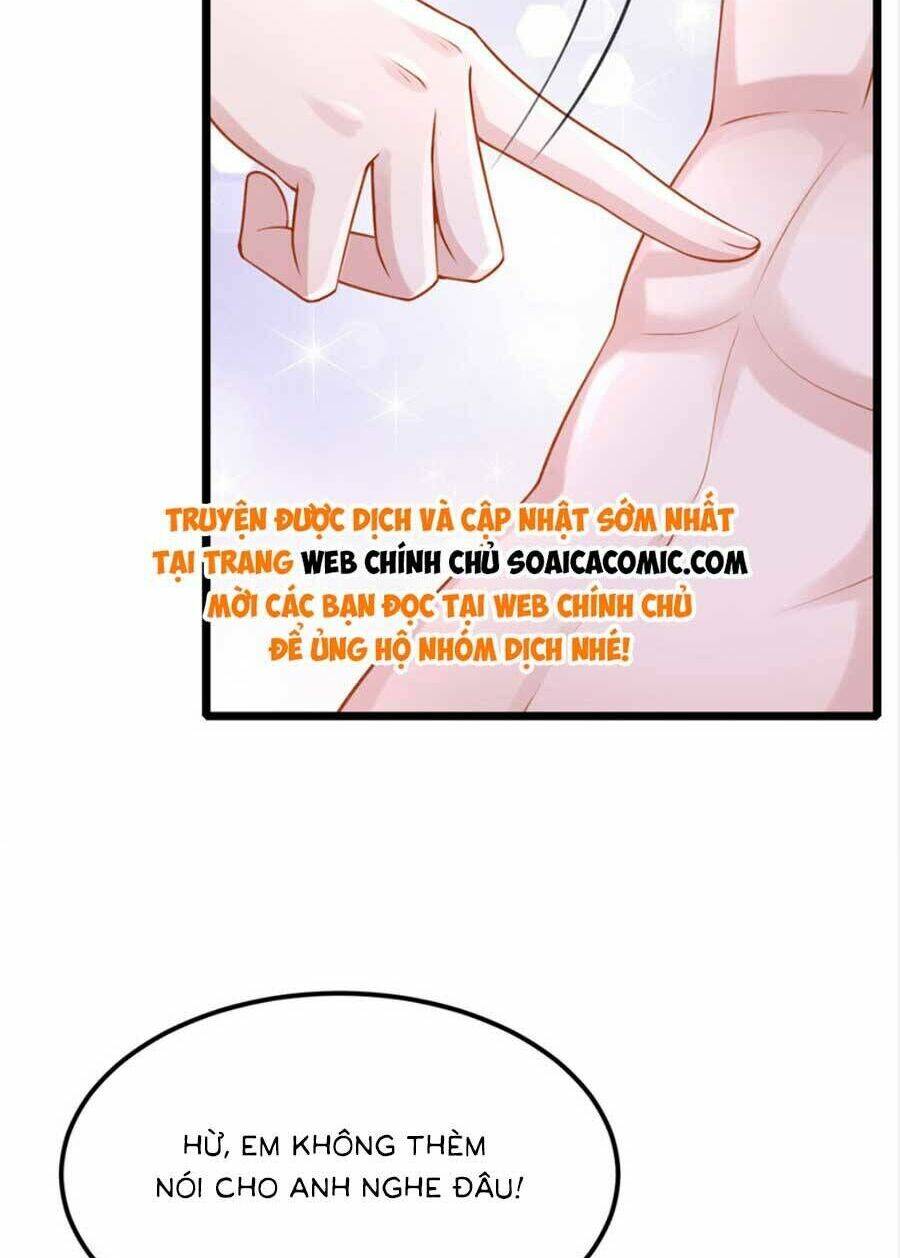 TRUYỆN ĐƯỢC DỊCH VÀ CẬP NHẬT SỚM NHẤT
TẠI TRANG WEB CHÍNH CHỦ SOAICACOMIC.COM
MỜI CÁC BẠN ĐỌC TẠI WEB CHÍNH CHỦ
ĐỂ ỦNG HỘ NHÓM DỊCH NHÉ!
HỪ, EM KHÔNG THÈM
NÓI CHO ANH NGHE ĐÂU!